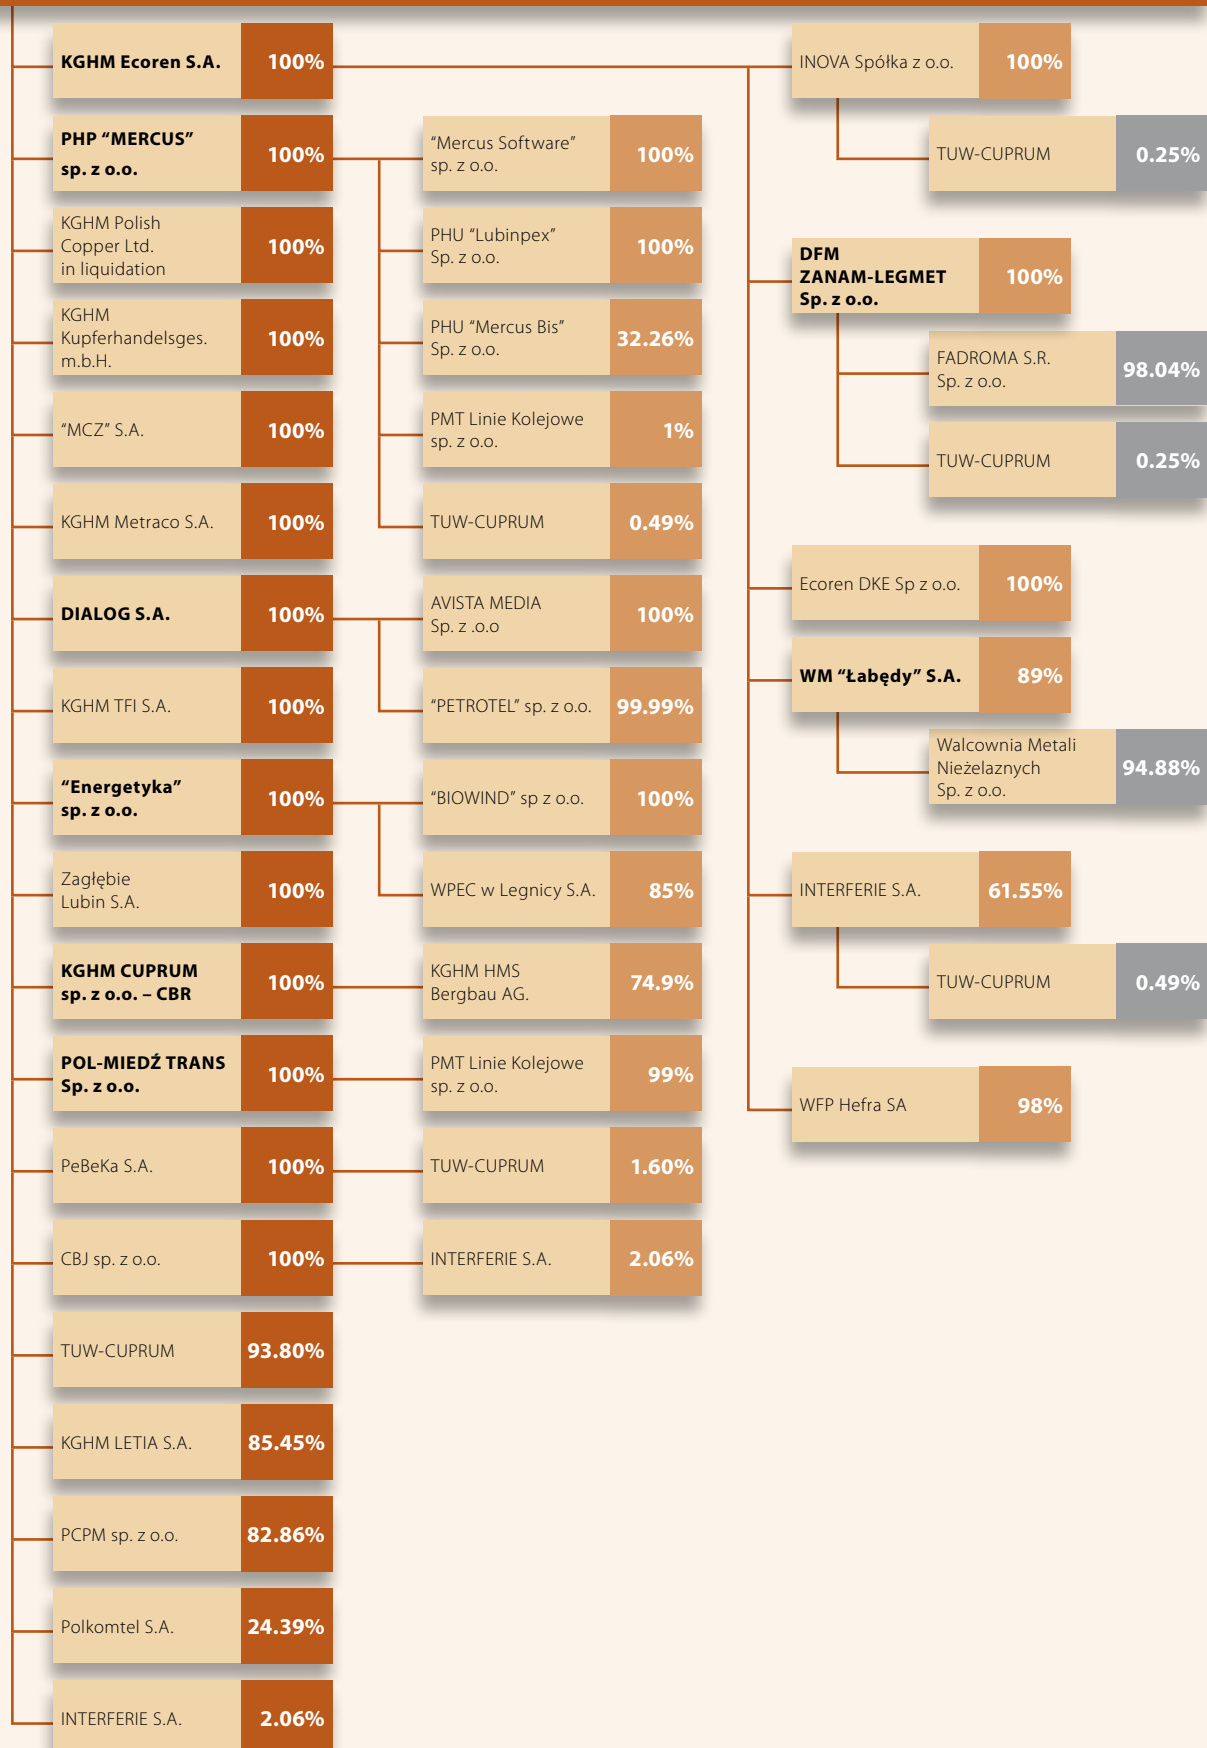 KGHM Ecoren S.A. 100%
PHP “MERCUS”
sp. z o.o.
100%
KGHM Polish
Copper Ltd.
in liquidation
100%
KGHM
Kupferhandelsges.
m.b.H.
100%
“MCZ” S.A. 100%
KGHM Metraco S.A. 100%
DIALOG S.A. 100%
KGHM TFI S.A. 100%
“Energetyka”
sp. z o.o.
100%
Zagłębie
Lubin S.A.
100%
KGHM CUPRUM
sp. z o.o. – CBR
100%
POL-MIEDŹ TRANS
Sp. z o.o.
100%
PeBeKa S.A. 100%
CBJ sp. z o.o. 100%
TUW-CUPRUM 93.80%
KGHM LETIA S.A. 85.45%
PCPM sp. z o.o. 82.86%
Polkomtel S.A. 24.39%
INTERFERIE S.A. 2.06%
“Mercus Software”
sp. z o.o.
100%
PHU “Lubinpex”
Sp. z o.o.
100%
PHU “Mercus Bis”
Sp. z o.o.
32.26%
PMT Linie Kolejowe
sp. z o.o.
1%
TUW-CUPRUM 0.49%
AVISTA MEDIA
Sp. z .o.o
100%
“PETROTEL” sp. z o.o. 99.99%
“BIOWIND” sp z o.o. 100%
WPEC w Legnicy S.A. 85%
KGHM HMS
Bergbau AG.
74.9%
PMT Linie Kolejowe
sp. z o.o.
99%
TUW-CUPRUM 1.60%
INTERFERIE S.A. 2.06%
INOVA Spółka z o.o. 100%
TUW-CUPRUM 0.25%
DFM
ZANAM-LEGMET
Sp. z o.o.
100%
FADROMA S.R.
Sp. z o.o.
98.04%
TUW-CUPRUM 0.25%
Ecoren DKE Sp z o.o. 100%
WM “Łabędy” S.A. 89%
Walcownia Metali
Nieżelaznych
Sp. z o.o.
94.88%
INTERFERIE S.A. 61.55%
TUW-CUPRUM 0.49%
WFP Hefra SA 98%